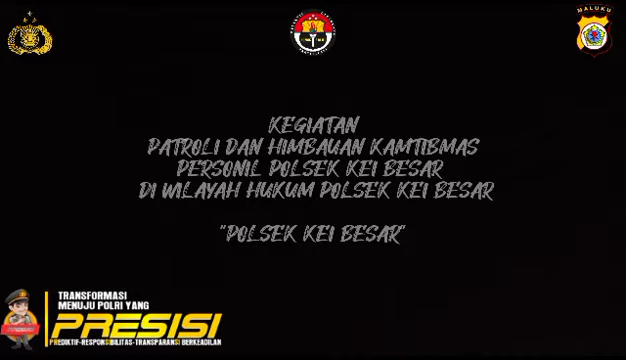 MALUKU
KEGIATAN
PATROLI DAN HIMBAUAN KAMTIBMAS
PERSONIL POLSEK KEI BESAR
DI WILAYAH HUKUM POLSEK KEI BESAR
"POLSEK KEI BESAR"
TRANSFORMASI
MENUJU POLRI YANG
PRESISI
PREDIKTIF-RESPONSIBILITAS-TRANSPARANSI BERKEADILAN